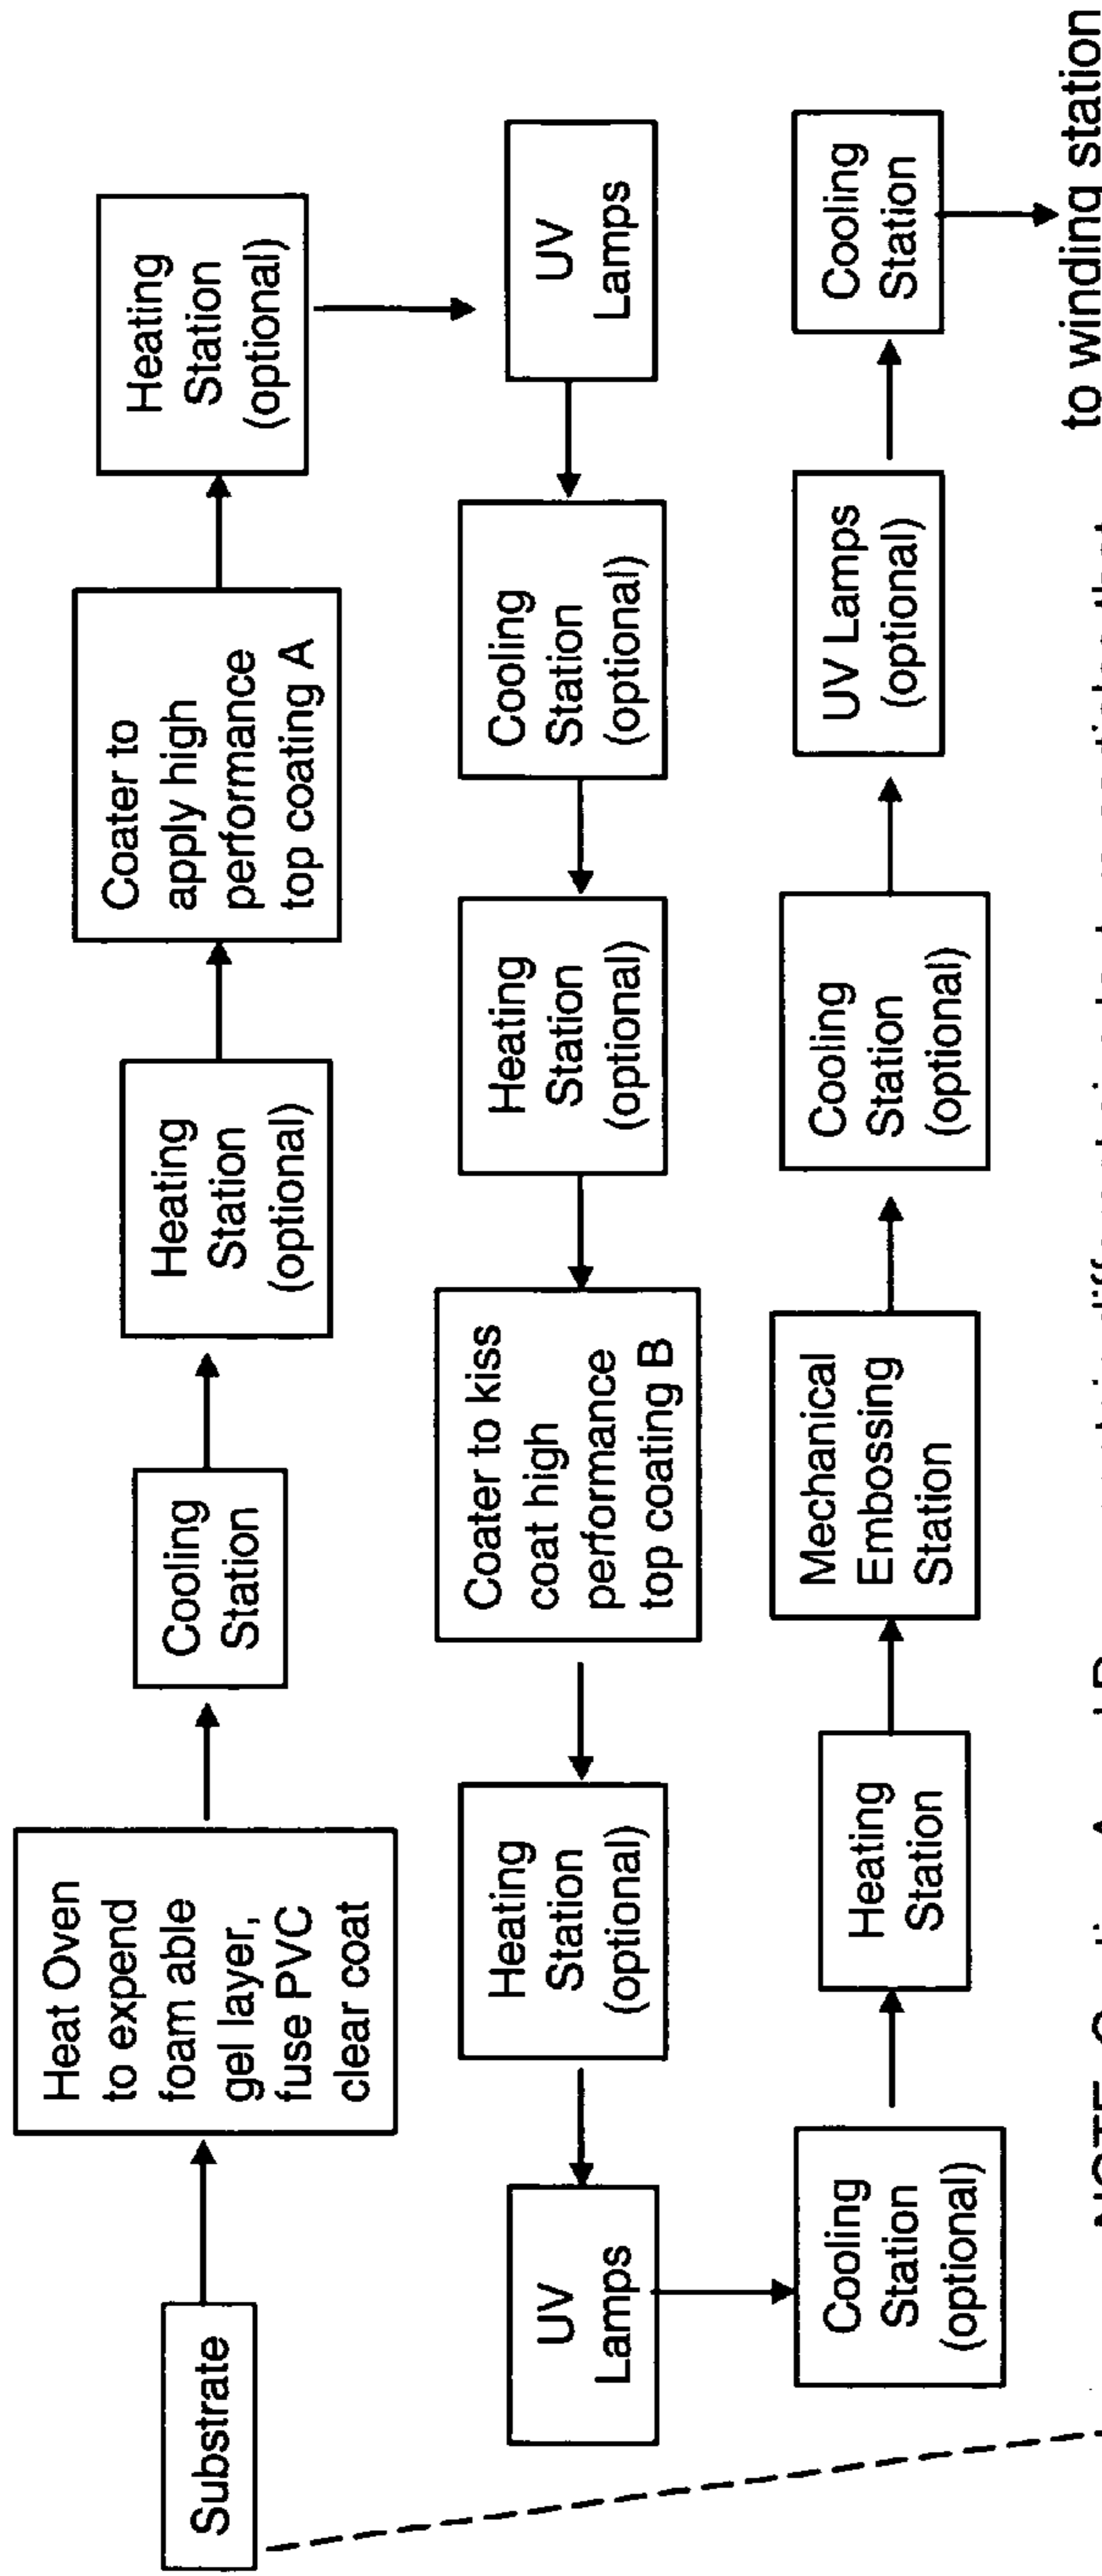 Substrate
Heat Oven
to expend
foam able
gel layer,
fuse PVC
clear coat
Cooling
Station
Heating
Station
(optional)
Coater to
apply high
performance
top coating A
Heating
Station
(optional)
UV
Lamps
Cooling
Station
(optional)
Heating
Station
(optional)
Coater to kiss
coat high
performance
top coating B
Heating
Station
(optional)
UV
Lamps
Cooling
Station
(optional)
Heating
Station
Mechanical
Embossing
Station
Cooling
Station
(optional)
UV Lamps
(optional)
Cooling
Station
to winding station